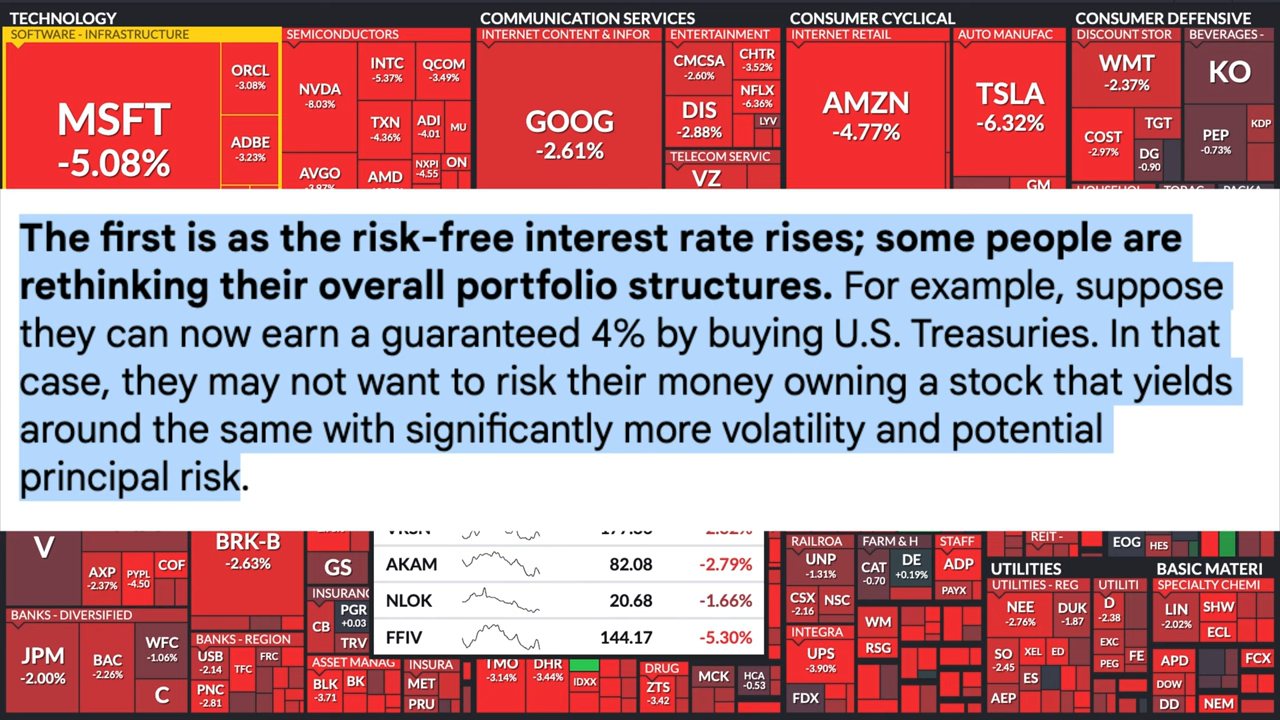 TECHNOLOGY
COMMUNICATION SERVICES
CONSUMER CYCLICAL
CONSUMER DEFENSIVE
SOFTWARE - INFRASTRUCTURE
SEMICONDUCTORS
INTERNET CONTENT & INFOR
ENTERTAINMENT
INTERNET RETAIL
AUTO MANUFAC
DISCOUNT STOR
BEVERAGES -
MSFT
-5.08%
ORCL
-3.08%
ADBE
-3.23%
NVDA
-8.03%
INTC
-5.37%
QCOM
-3.49%
TXN
-4.36%
ADI
-4.01
MU
AVGO
AMD
NXPI
-4.55
ON
GOOG
-2.61%
CMCSA
-2.60%
CHTR
-3.52%
NFLX
-6.36%
DIS
-2.88%
LYV
TELECOM SERVIC
VZ
AMZN
-4.77%
TSLA
-6.32%
GM
WMT
-2.37%
COST
-2.97%
TGT
DG
-0.90
KO
PEP
-0.73%
KDP
The first is as the risk-free interest rate rises; some people are
rethinking their overall portfolio structures. For example, suppose
they can now earn a guaranteed 4% by buying U.S. Treasuries. In that
case, they may not want to risk their money owning a stock that yields
around the same with significantly more volatility and potential
principal risk.
V
AXP
-2.37%
PYPL
-4.50
COF
BRK-B
-2.63%
GS
INSURANC
PGR
+0.03
CB
TRV
BANKS - DIVERSIFIED
JPM
-2.00%
BAC
-2.26%
WFC
-1.06%
C
BANKS - REGION
USB
-2.14
TFC
FRC
PNC
-2.81
ASSET MANAG
BLK
-3.71
BK
INSURA
MET
PRU
AKAM 82.08 -2.79%
NLOK 20.68 -1.66%
FFIV 144.17 -5.30%
TMO
-3.14%
DHR
-3.44%
IDXX
DRUG
ZTS
-3.42
MCK
HCA
-0.53
RAILROA
UNP
-1.31%
CSX
-2.16
NSC
INTEGRA
UPS
-3.90%
FDX
FARM & H
CAT
-0.70
DE
+0.19%
STAFF
ADP
PAYX
WM
RSG
REIT -
EOG
HES
UTILITIES
UTILITIES - REG
UTILITI
NEE
-2.76%
DUK
-1.87
D
-2.38
SO
-2.45
XEL
ED
ES
AEP
EXC
PEG
FE
BASIC MATERI
SPECIALTY CHEMI
LIN
-2.02%
SHW
ECL
APD
DOW
DD
NEM
FCX